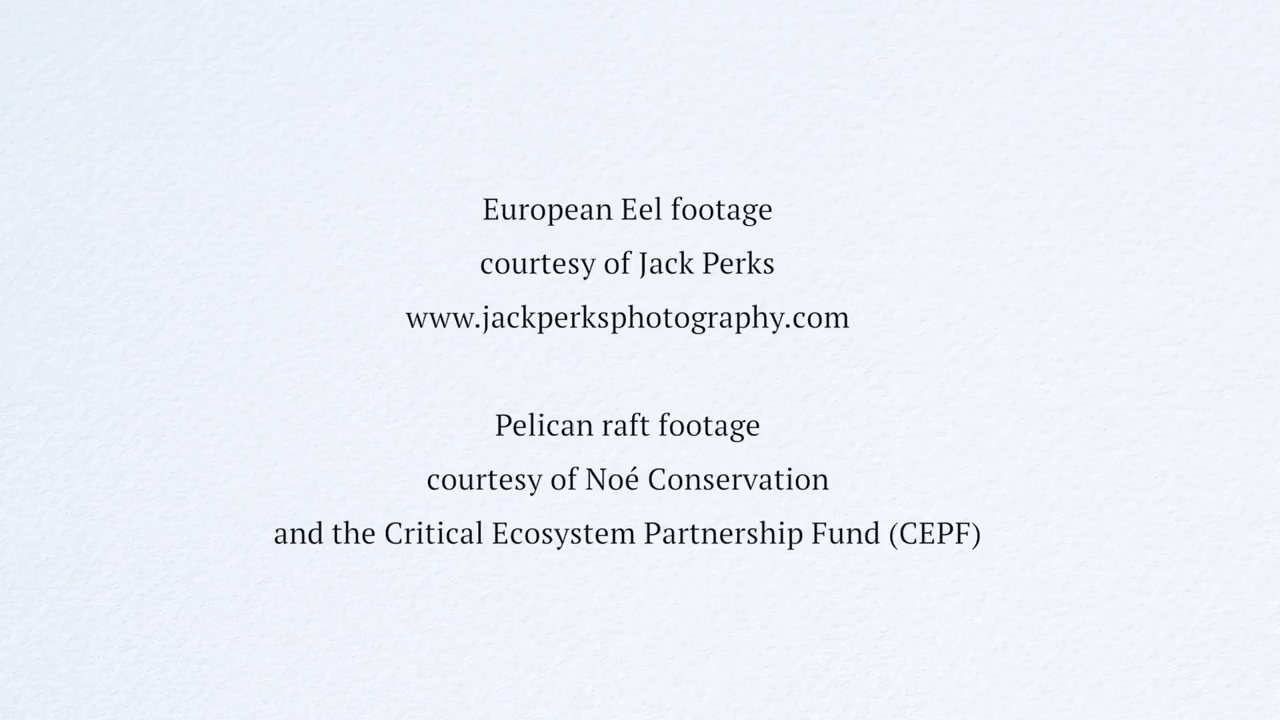 European Eel footage
courtesy of Jack Perks
www.jackperksphotography.com
Pelican raft footage
courtesy of Noé Conservation
and the Critical Ecosystem Partnership Fund (CEPF)